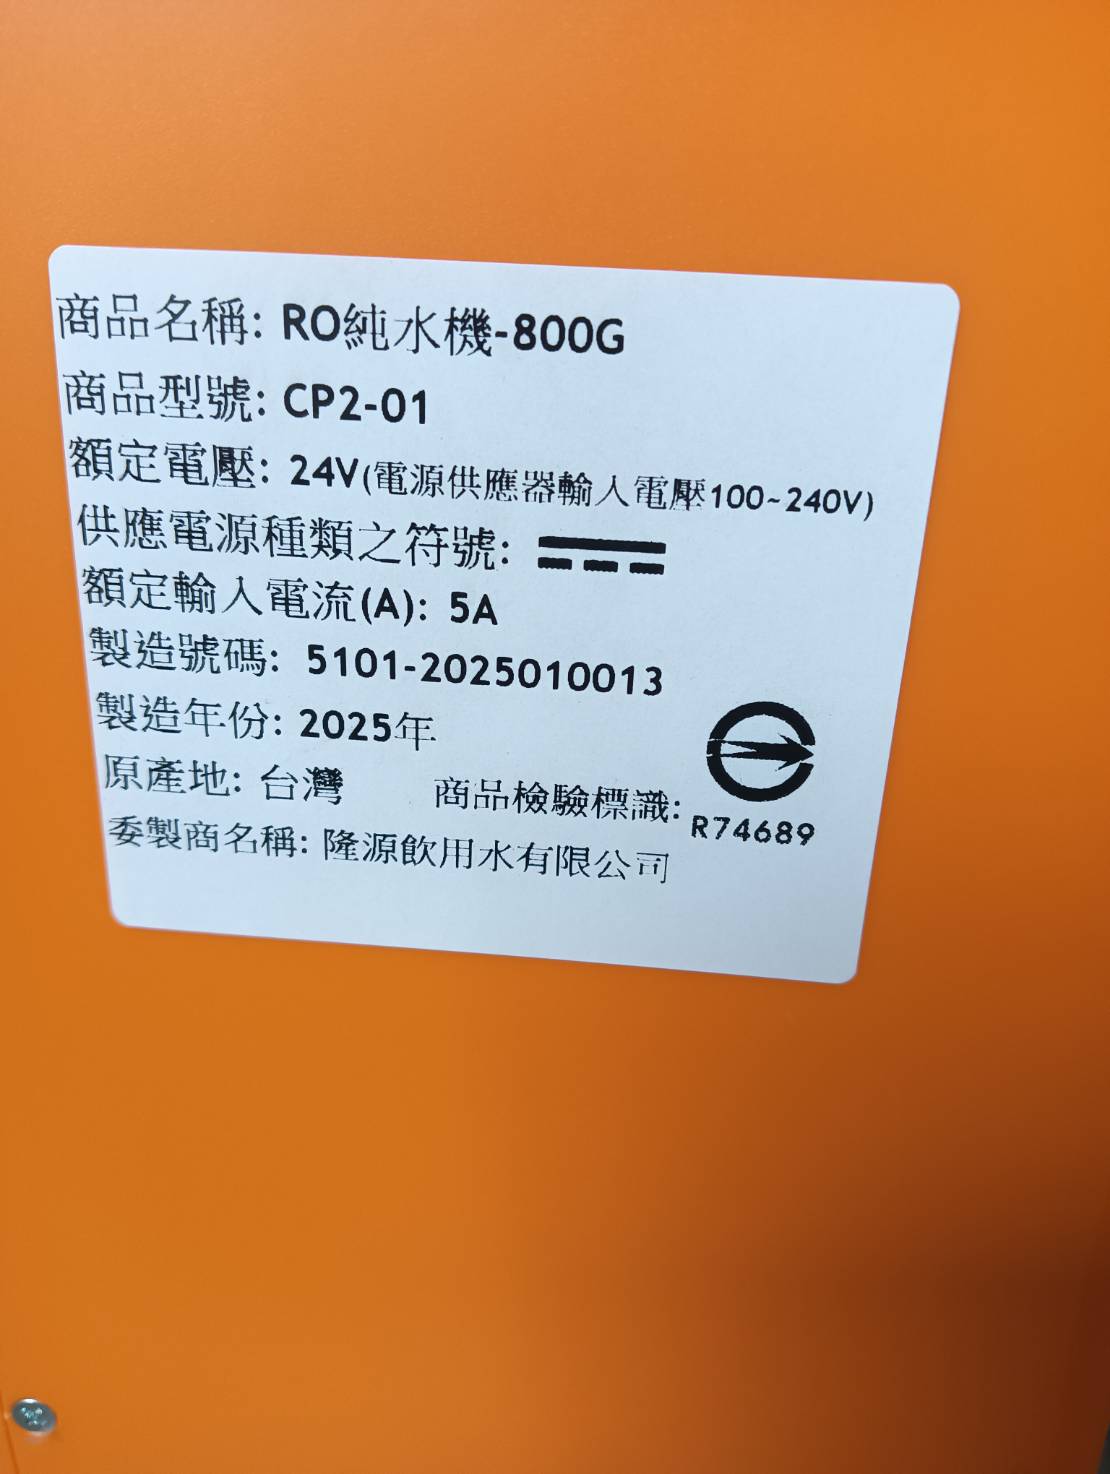 商品名稱: RO純水機-800G
商品型號: CP2-01
額定電壓: 24V(電源供應器輸入電壓100~240V)
供應電源種類之符號:
額定輸入電流(A): 5A
製造號碼: 5101-2025010013
製造年份: 2025年
原產地: 台灣 商品檢驗標識: R74689
委製商名稱: 隆源飲用水有限公司